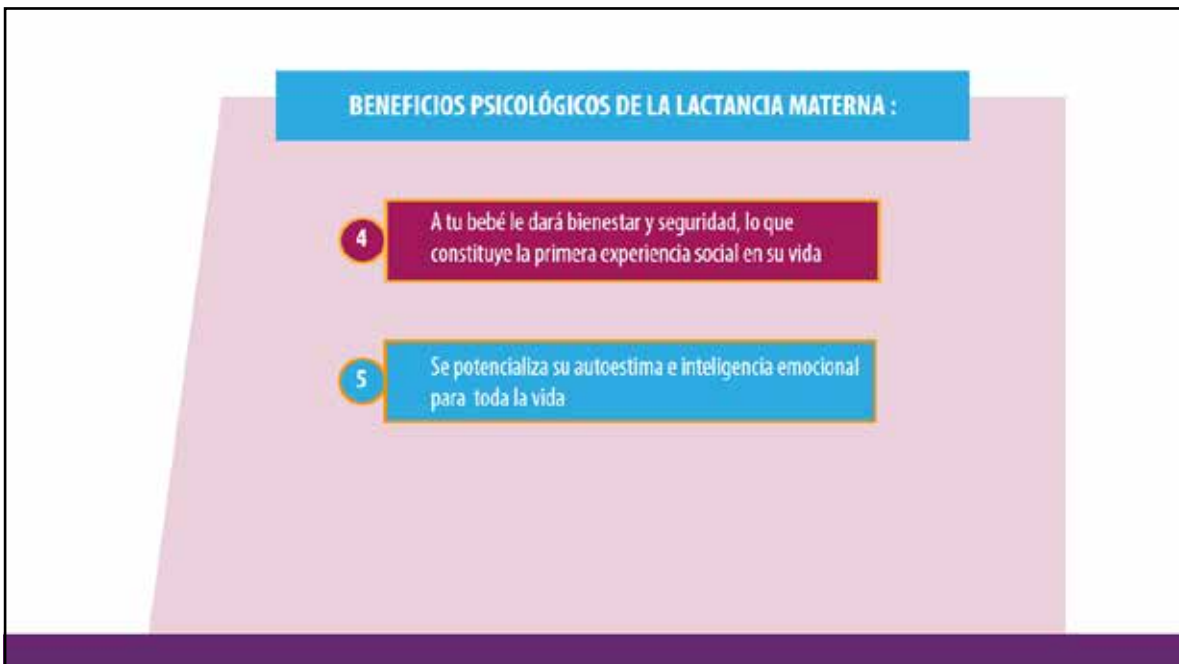 BENEFICIOS PSICOLÓGICOS DE LA LACTANCIA MATERNA :
4
A tu bebé le dará bienestar y seguridad, lo que
constituye la primera experiencia social en su vida
5
Se potencializa su autoestima e inteligencia emocional
para toda la vida